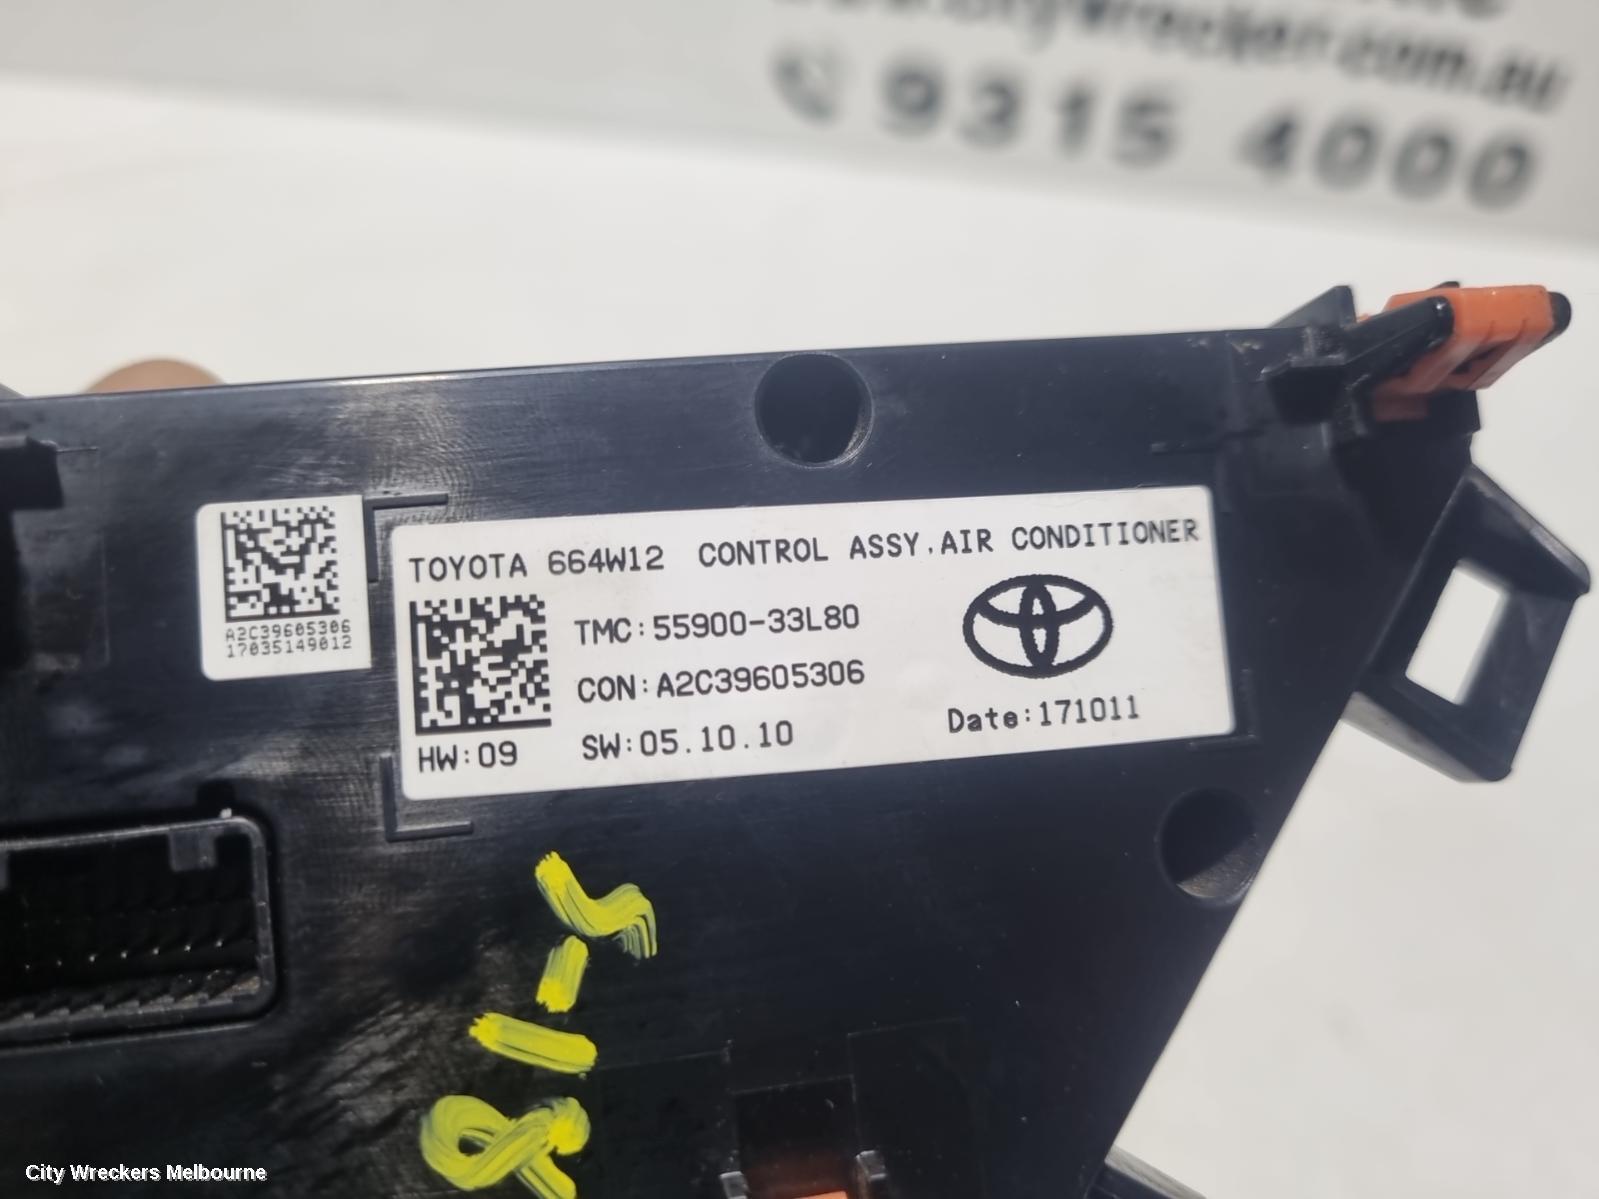 9315 4000
TOYOTA 664W12 CONTROL ASSY,AIR CONDITIONER
TMC:55900-33L80
CON:A2C39605306
HW:09 SW:05.10.10 Date:171011
A2C39605306
17035149012
City Wreckers Melbourne